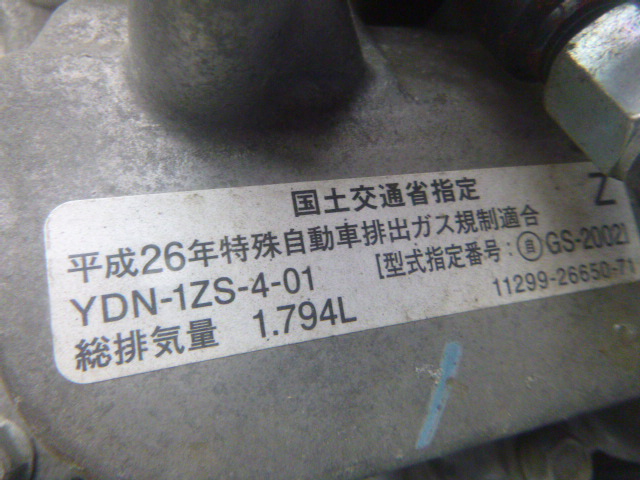 国土交通省指定 Z
平成26年特殊自動車排出ガス規制適合
YDN-1ZS-4-01 [型式指定番号:㊀GS-2002]
総排気量 1.794L 11299-26650-71